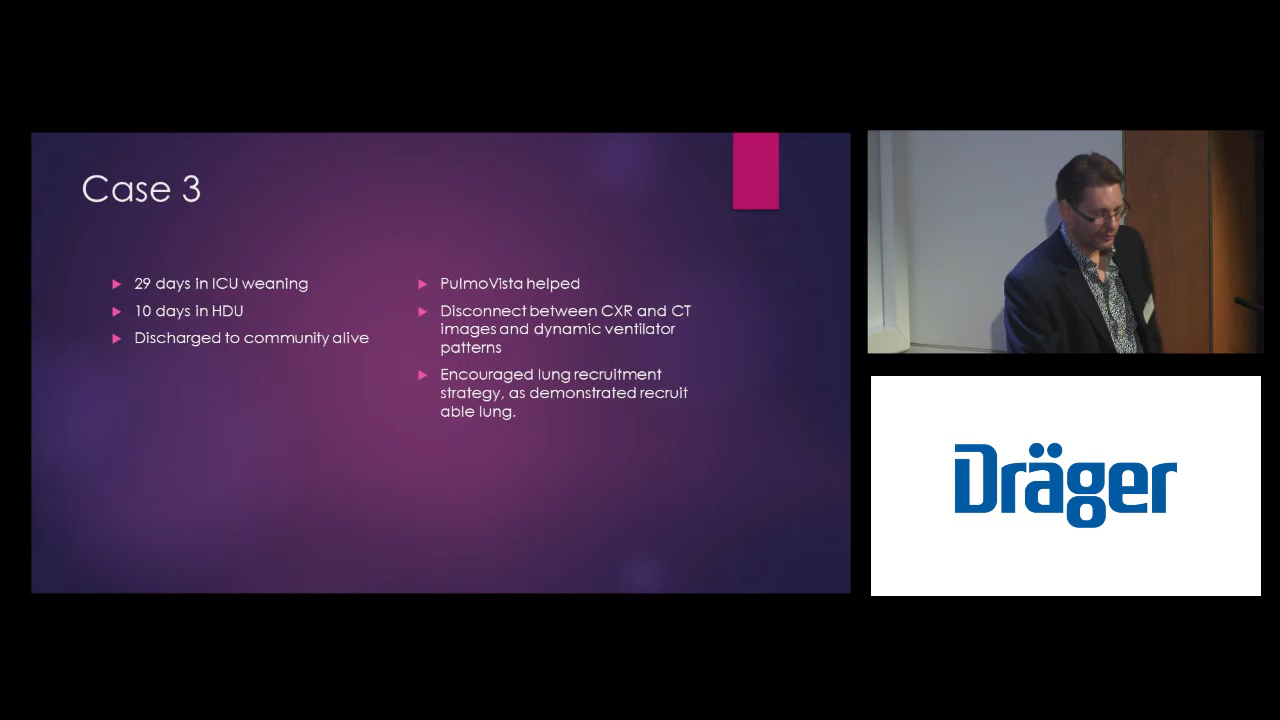 Case 3
29 days in ICU weaning
10 days in HDU
Discharged to community alive
PulmoVista helped
Disconnect between CXR and CT
images and dynamic ventilator
patterns
Encouraged lung recruitment
strategy, as demonstrated recruit
able lung.
Dräger